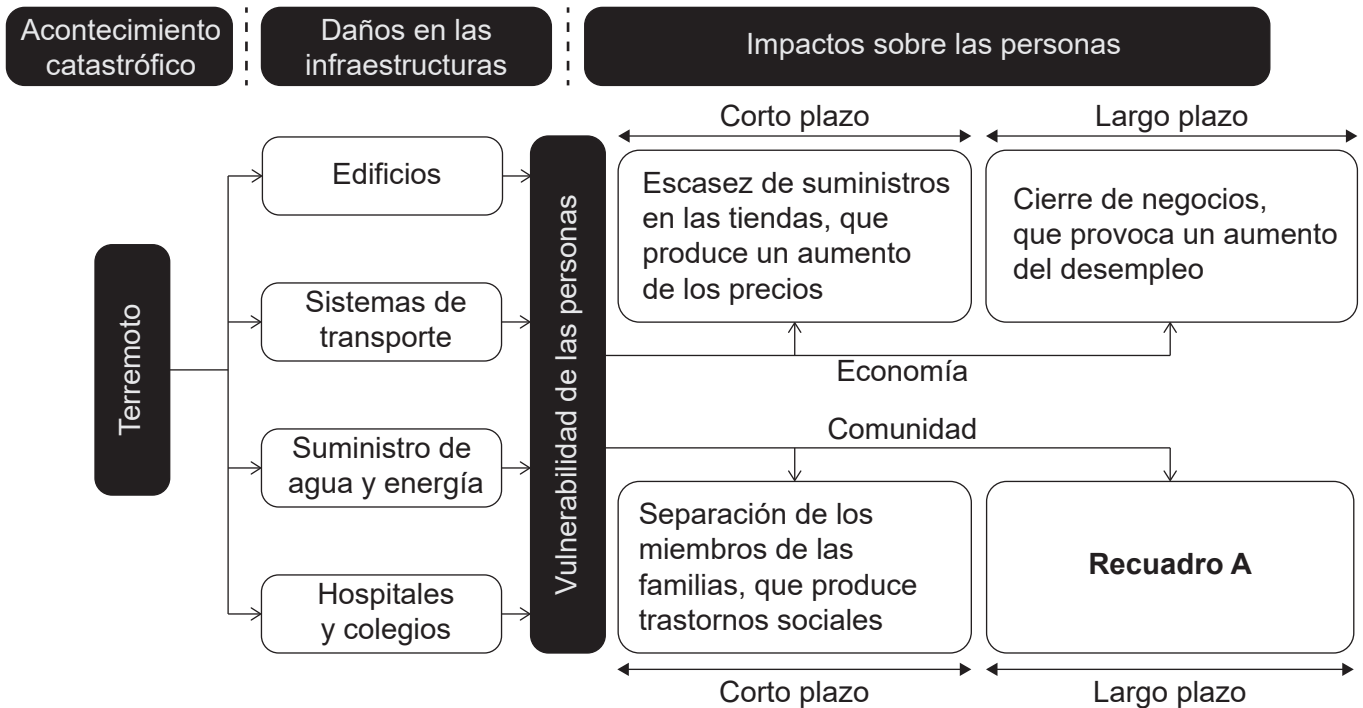 Acontecimiento
catastrófico
Daños en las
infraestructuras
Impactos sobre las personas
Corto plazo
Largo plazo
Terremoto
Edificios
Sistemas de
transporte
Suministro de
agua y energía
Hospitales
y colegios
Vulnerabilidad de las personas
Escasez de suministros
en las tiendas, que
produce un aumento
de los precios
Cierre de negocios,
que provoca un aumento
del desempleo
Economía
Comunidad
Separación de los
miembros de las
familias, que produce
trastornos sociales
Recuadro A
Corto plazo
Largo plazo